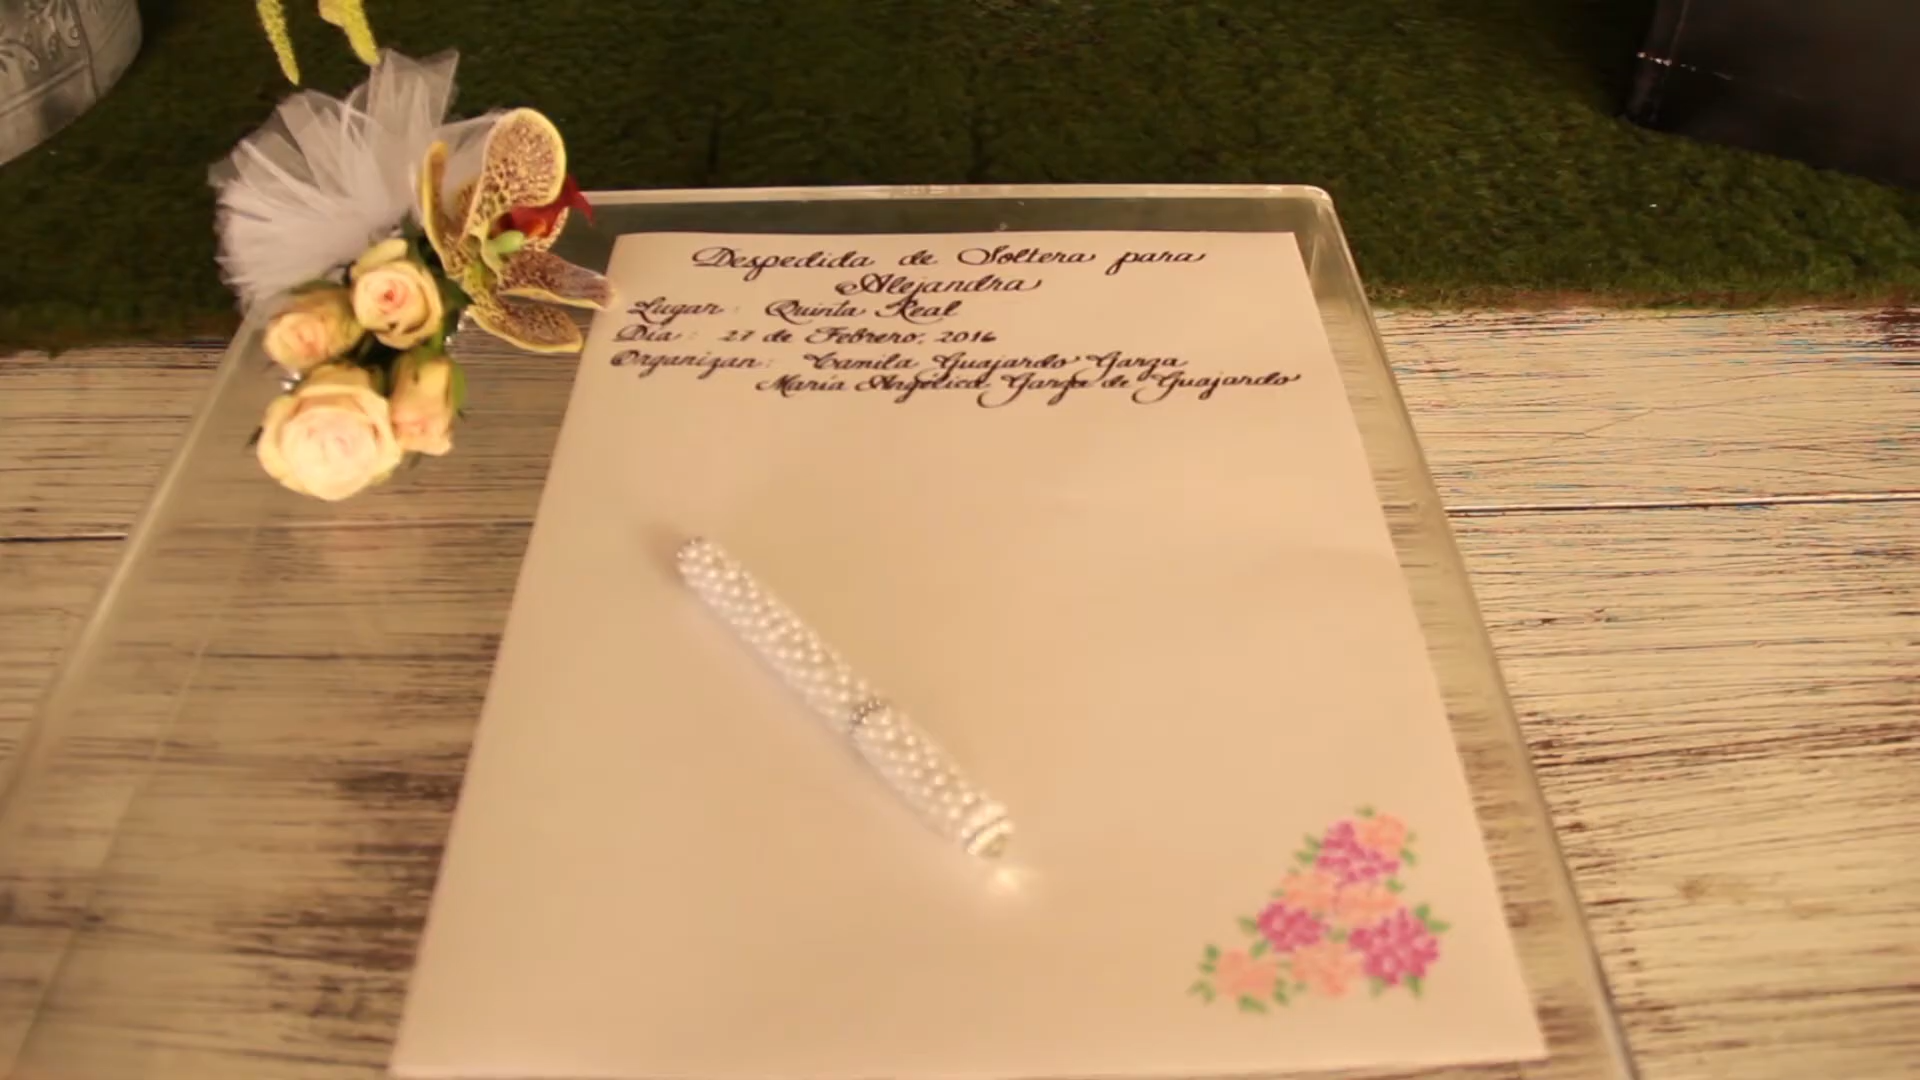 Despedida de Soltera para
Alejandra
Lugar: Quinta Real
Día: 27 de Febrero, 2016
Organizan: Camila Guajardo Garza
María Angélica Garza de Guajardo